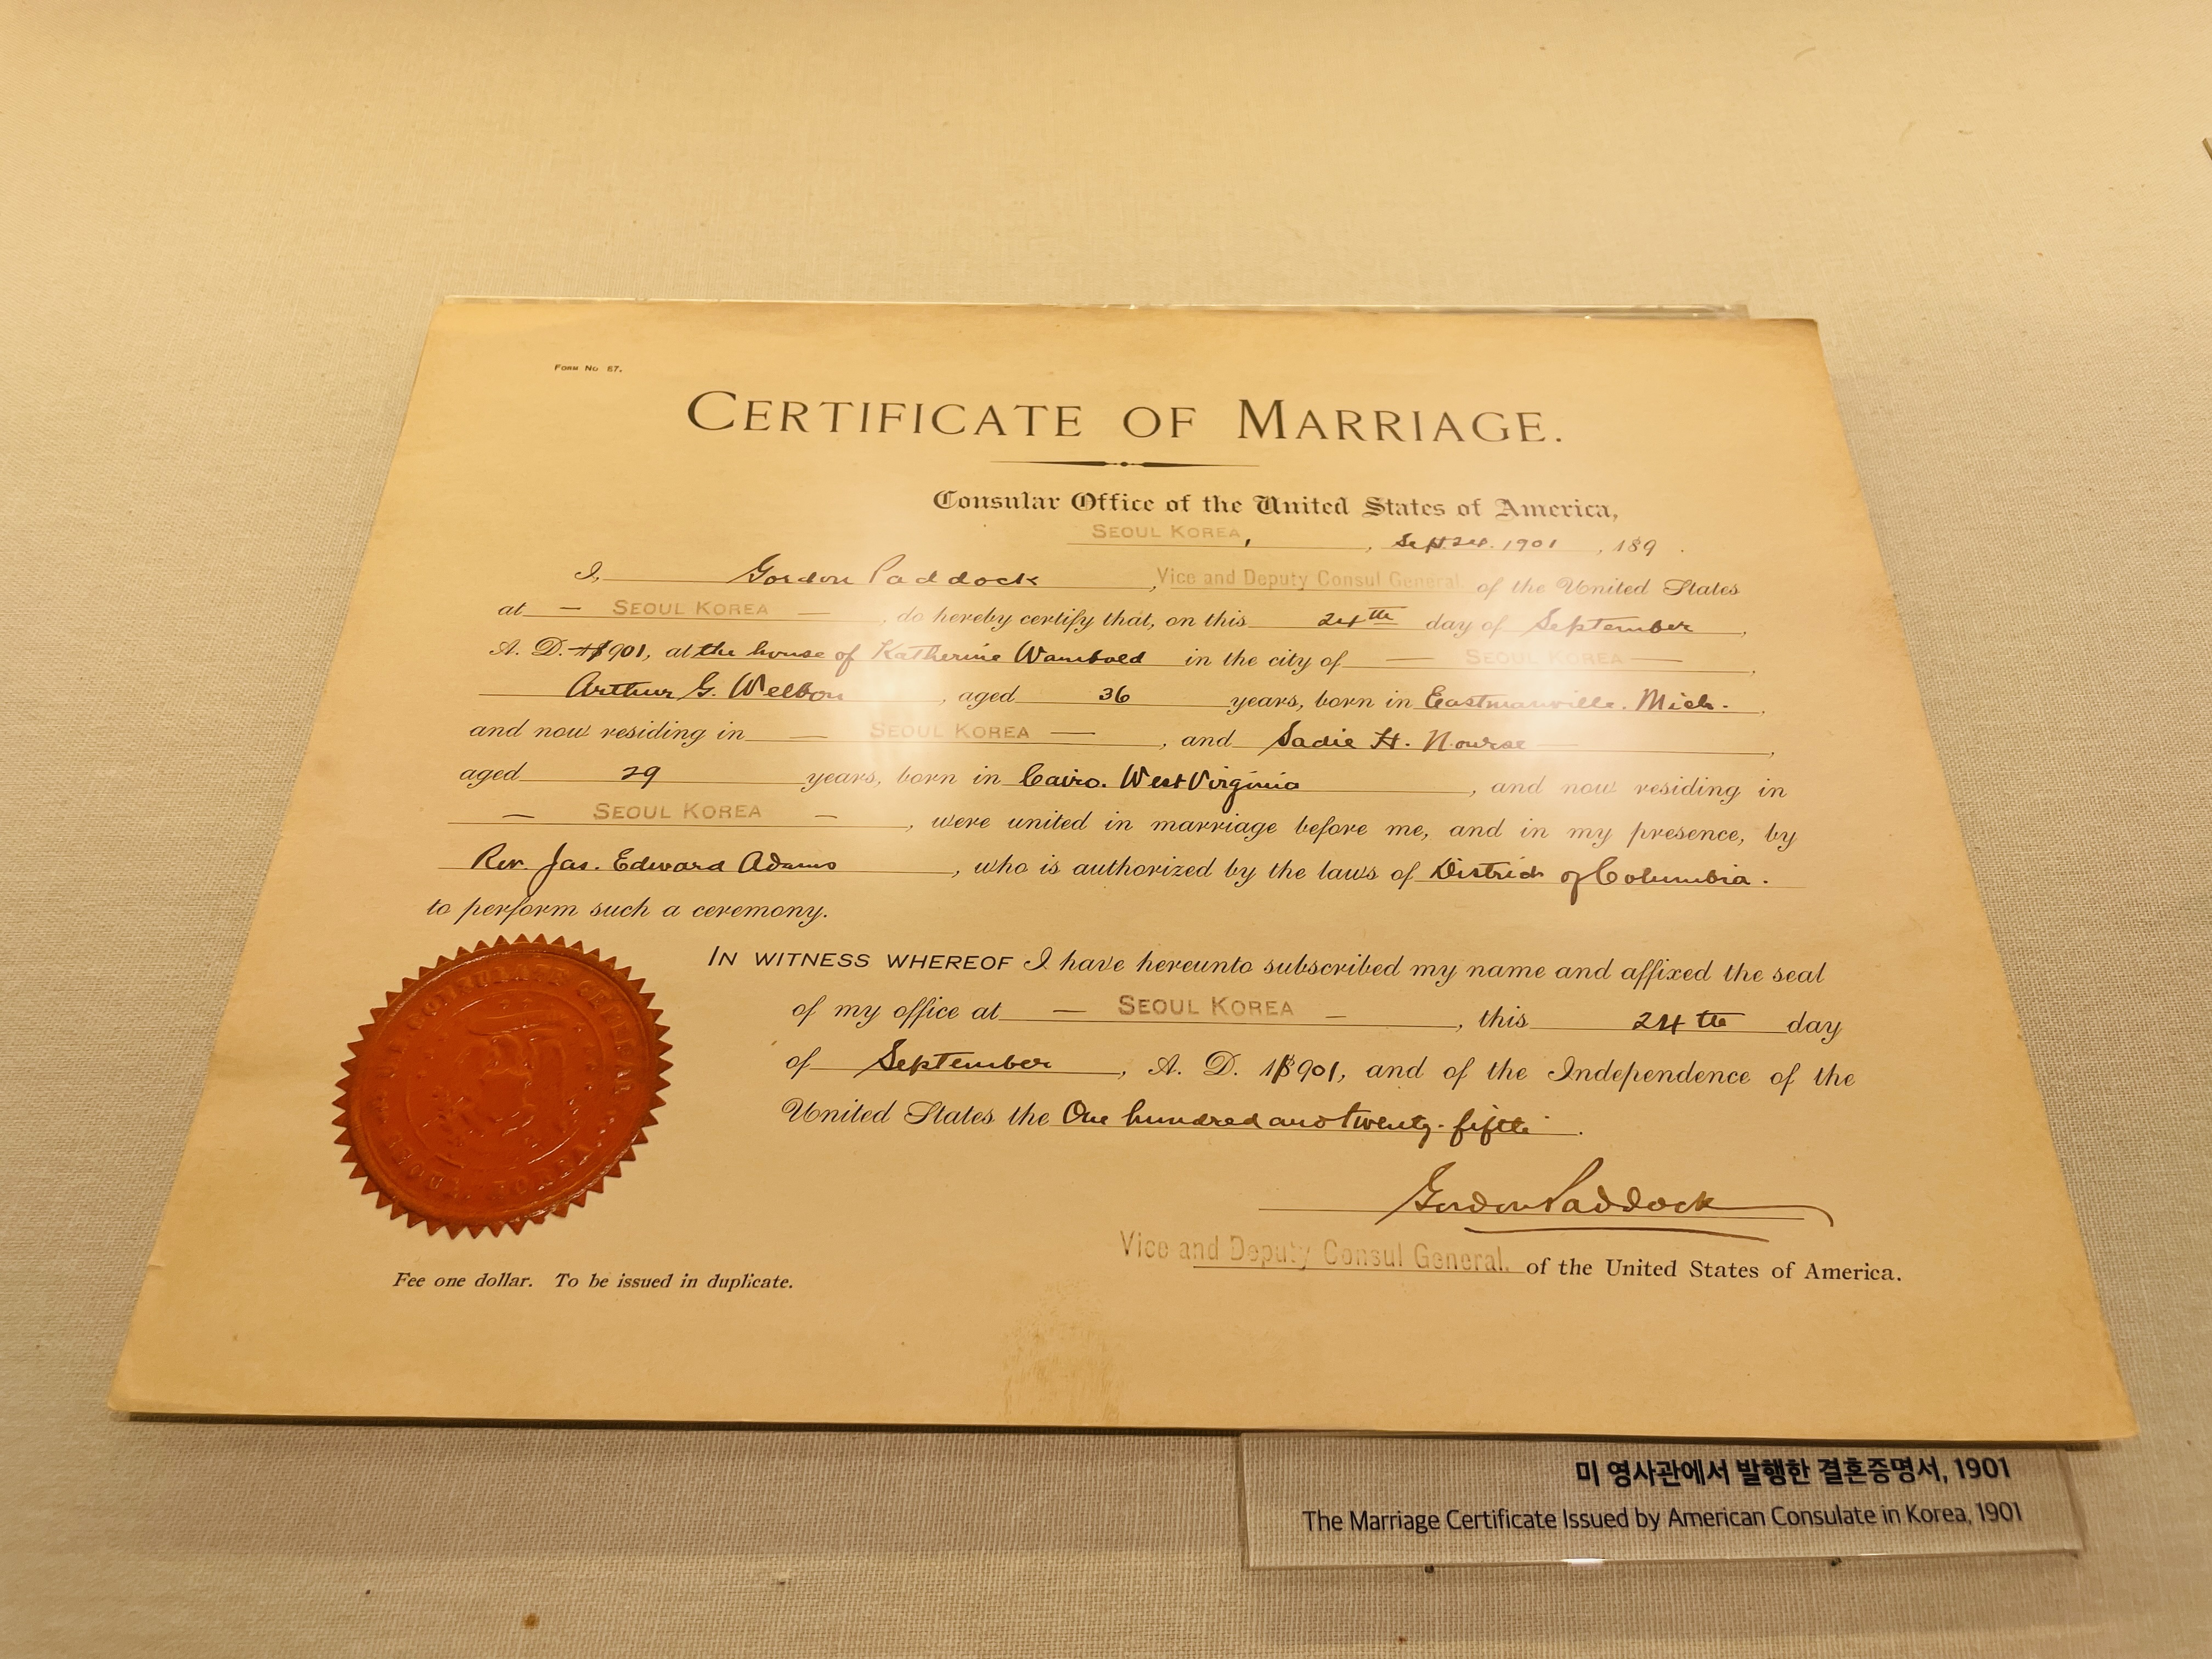 Form No 87.
CERTIFICATE OF MARRIAGE.
Consular Office of the United States of America,
SEOUL KOREA, , Sept. 24. 1901, 189 .
I, Gordon Paddock, Vice and Deputy Consul General. of the United States
at — SEOUL KOREA —, do hereby certify that, on this 24th day of September,
A. D. 1901, at the house of Katherine Wambold in the city of — SEOUL KOREA —,
Arthur G. Welbon, aged 36 years, born in Eastmanville. Mich.,
and now residing in — SEOUL KOREA —, and Sadie H. Nourse —,
aged 29 years, born in Cairo. West Virginia, and now residing in
— SEOUL KOREA —, were united in marriage before me, and in my presence, by
Rev. Jas. Edward Adams, who is authorized by the laws of District of Columbia.
to perform such a ceremony.
IN WITNESS WHEREOF I have hereunto subscribed my name and affixed the seal
of my office at — SEOUL KOREA —, this 24th day
of September, A. D. 1901, and of the Independence of the
United States the One hundred and twenty-fifth.
Gordon Paddock
Vice and Deputy Consul General. of the United States of America.
CONSULATE GENERAL
SEOUL, KOREA
Fee one dollar. To be issued in duplicate.
미 영사관에서 발행한 결혼증명서, 1901
The Marriage Certificate Issued by American Consulate in Korea, 1901